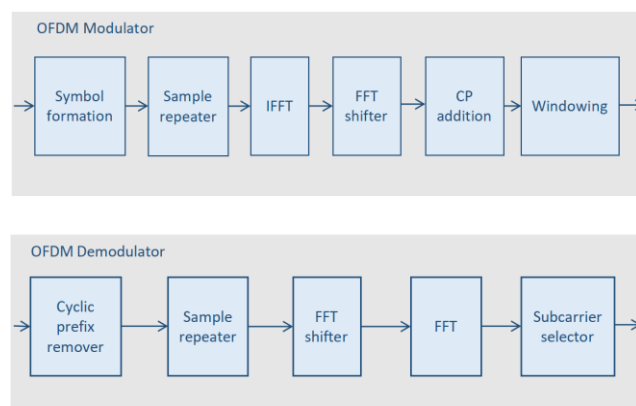 OFDM Modulator
Symbol
formation
Sample
repeater
IFFT
FFT
shifter
CP
addition
Windowing
OFDM Demodulator
Cyclic
prefix
remover
Sample
repeater
FFT
shifter
FFT
Subcarrier
selector